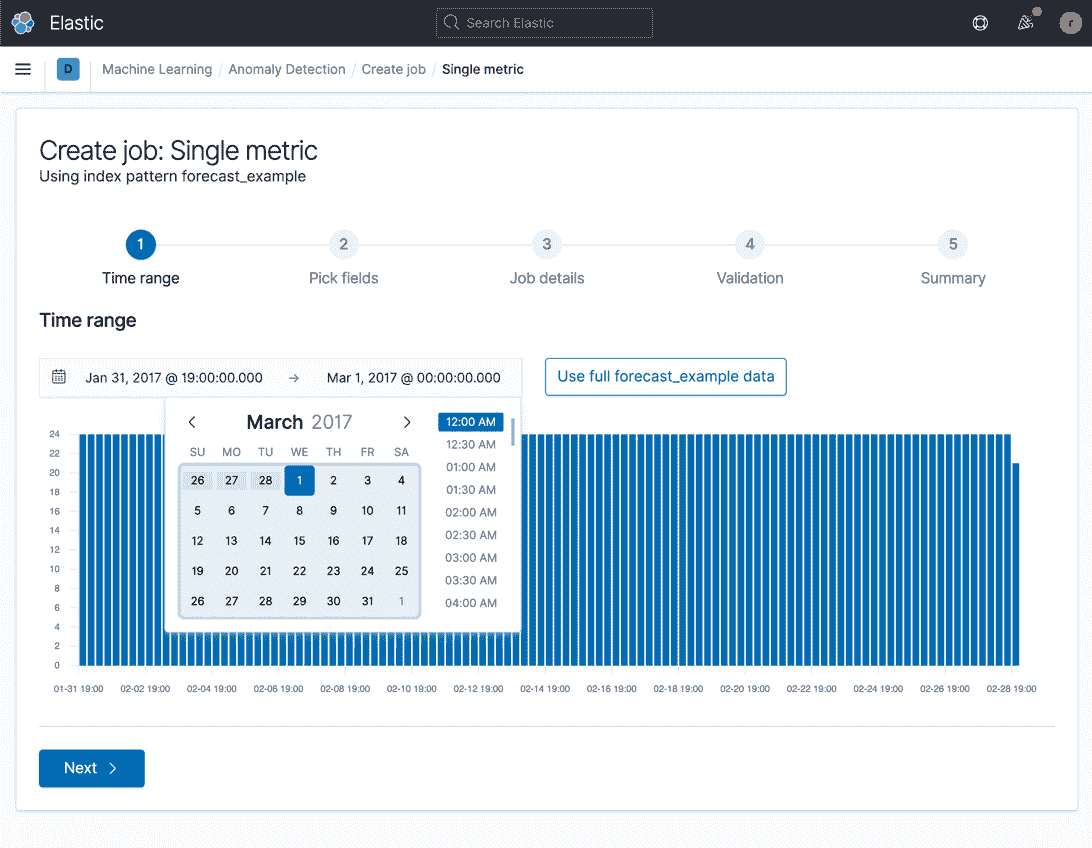 Elastic
Search Elastic
r
D
Machine Learning / Anomaly Detection / Create job / Single metric
Create job: Single metric
Using index pattern forecast_example
1
2
3
4
5
Time range
Pick fields
Job details
Validation
Summary
Time range
Jan 31, 2017 @ 19:00:00.000 → Mar 1, 2017 @ 00:00:00.000
Use full forecast_example data
March 2017
SU MO TU WE TH FR SA
26 27 28 1 2 3 4
5 6 7 8 9 10 11
12 13 14 15 16 17 18
19 20 21 22 23 24 25
26 27 28 29 30 31 1
12:00 AM
12:30 AM
01:00 AM
01:30 AM
02:00 AM
02:30 AM
03:00 AM
03:30 AM
04:00 AM
24
22
20
18
16
14
12
10
8
6
4
2
0
01-31 19:00 02-02 19:00 02-04 19:00 02-06 19:00 02-08 19:00 02-10 19:00 02-12 19:00 02-14 19:00 02-16 19:00 02-18 19:00 02-20 19:00 02-22 19:00 02-24 19:00 02-26 19:00 02-28 19:00
Next